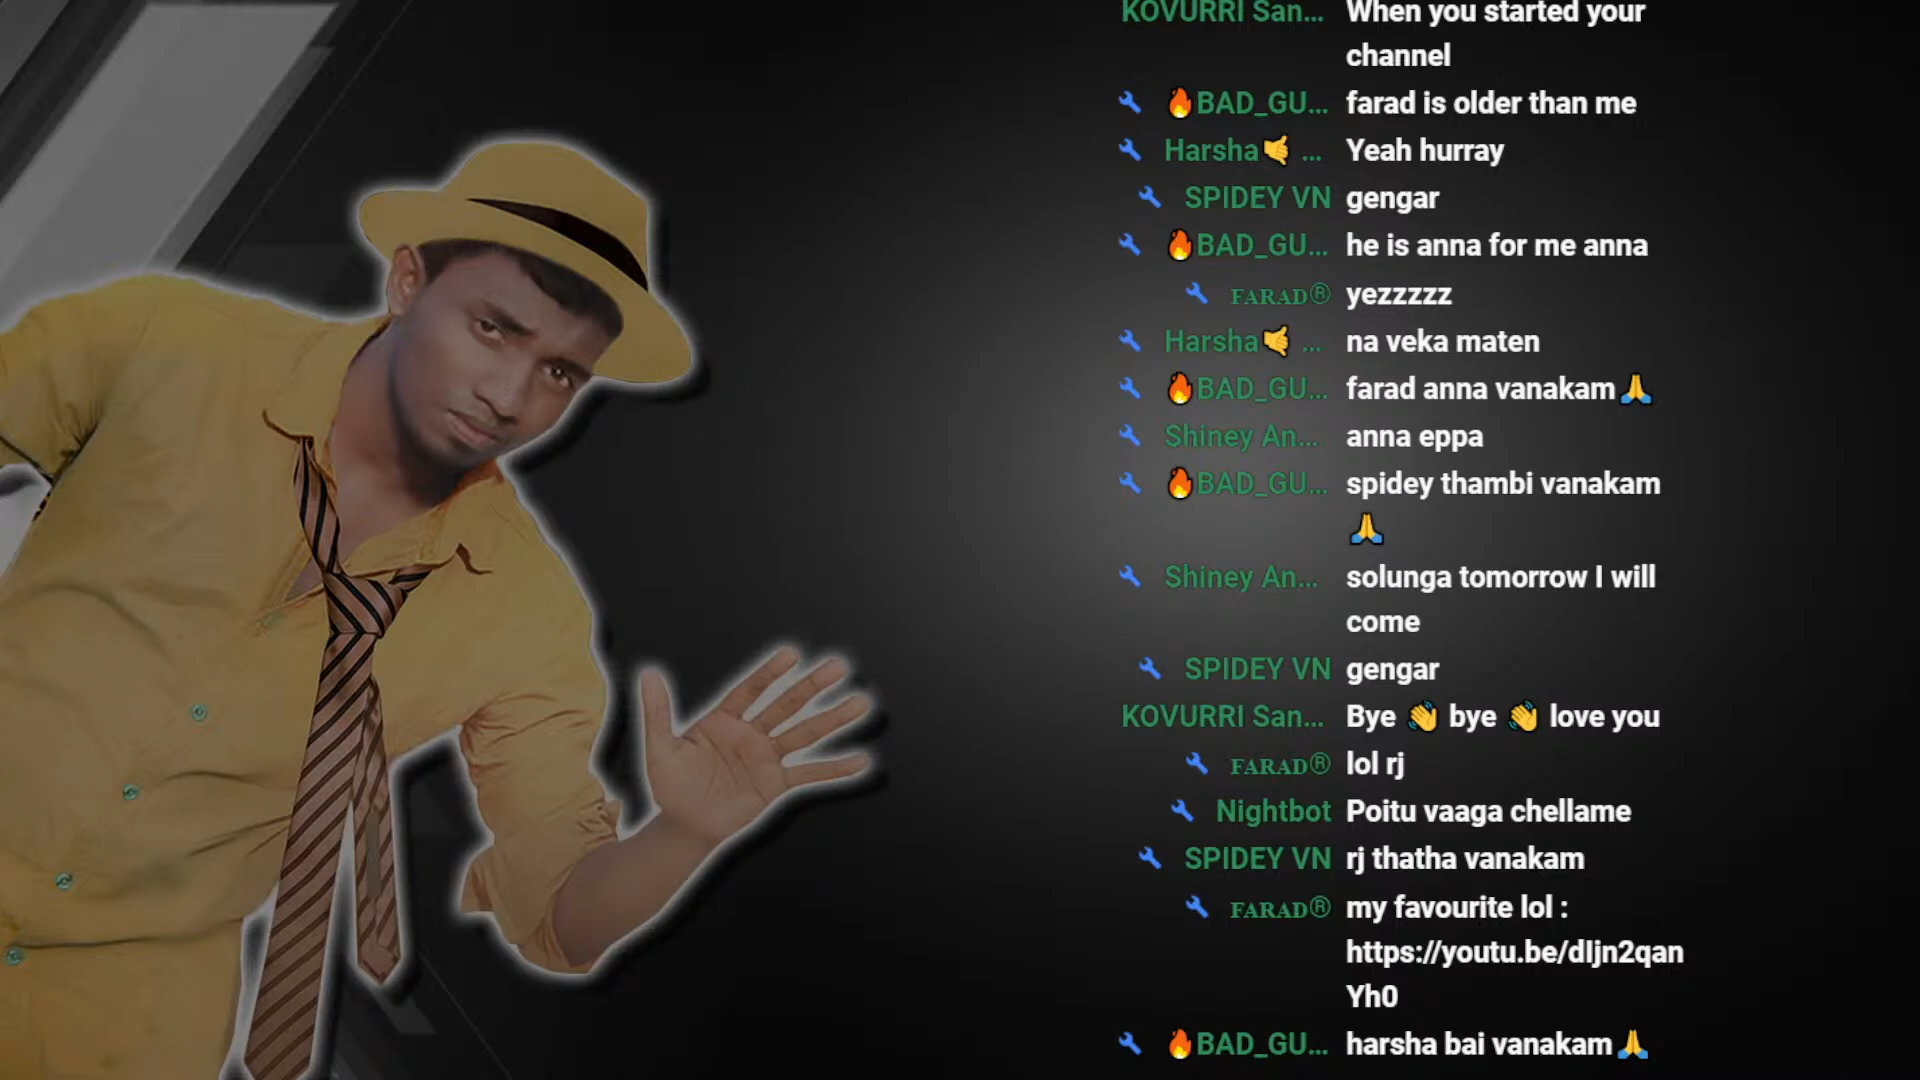 KOVURRI San... When you started your
channel
🔥BAD_GU... farad is older than me
Harsha🤙 ... Yeah hurray
SPIDEY VN gengar
🔥BAD_GU... he is anna for me anna
ꜰᴀʀᴀᴅ® yezzzzz
Harsha🤙 ... na veka maten
🔥BAD_GU... farad anna vanakam🙏
Shiney An... anna eppa
🔥BAD_GU... spidey thambi vanakam
🙏
Shiney An... solunga tomorrow I will
come
SPIDEY VN gengar
KOVURRI San... Bye 👋 bye 👋 love you
ꜰᴀʀᴀᴅ® lol rj
Nightbot Poitu vaaga chellame
SPIDEY VN rj thatha vanakam
ꜰᴀʀᴀᴅ® my favourite lol :
https://youtu.be/dIjn2qan
Yh0
🔥BAD_GU... harsha bai vanakam🙏